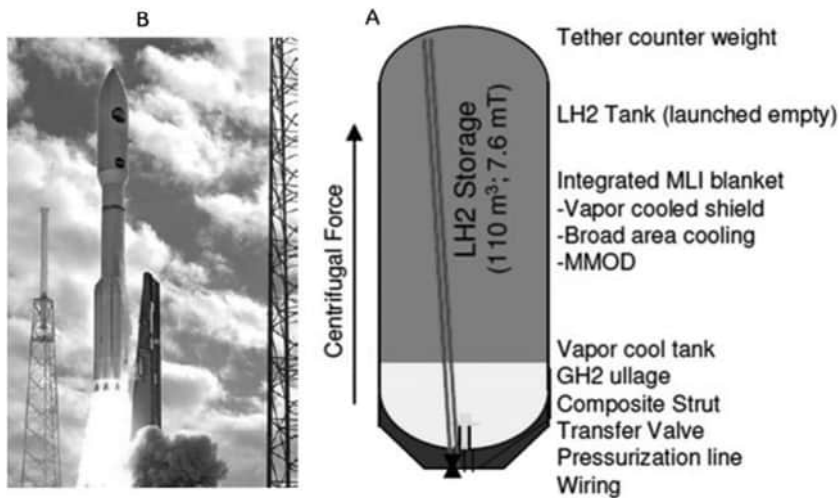 B
A
Centrifugal Force
LH2 Storage
(110 m³; 7.6 mT)
Tether counter weight
LH2 Tank (launched empty)
Integrated MLI blanket
-Vapor cooled shield
-Broad area cooling
-MMOD
Vapor cool tank
GH2 ullage
Composite Strut
Transfer Valve
Pressurization line
Wiring